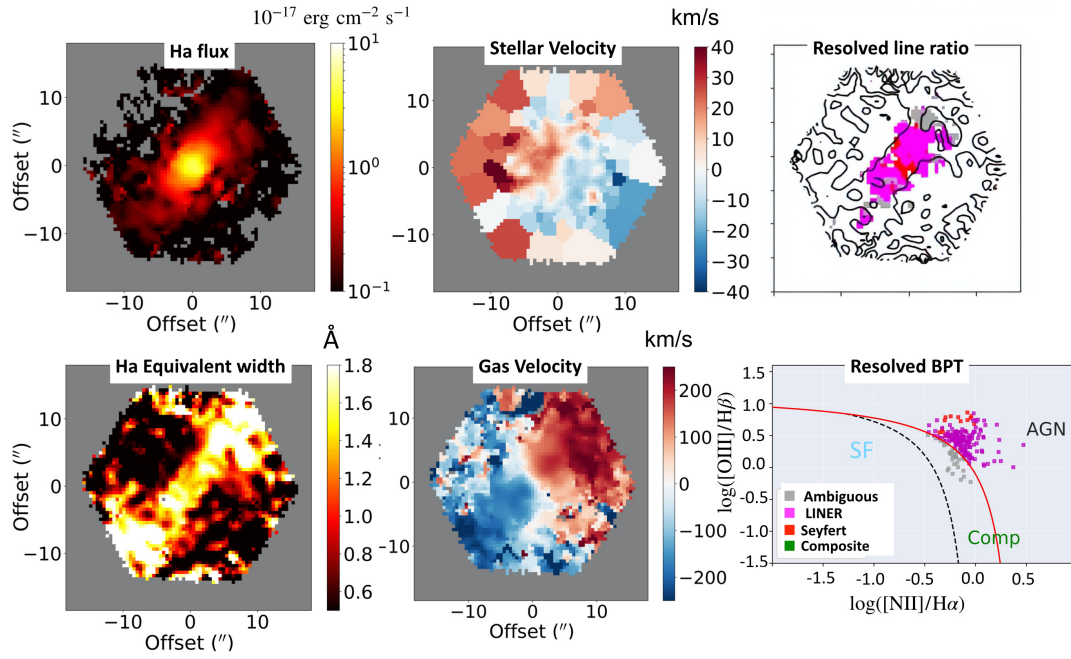 10⁻¹⁷ erg cm⁻² s⁻¹
Ha flux
10¹
10⁰
10⁻¹
10
0
−10
Offset (″)
−10 0 10
Offset (″)
km/s
Stellar Velocity
40
30
20
10
0
−10
−20
−30
−40
10
0
−10
−10 0 10
Offset (″)
Resolved line ratio
Å
Ha Equivalent width
1.8
1.6
1.4
1.2
1.0
0.8
0.6
10
0
−10
Offset (″)
−10 0 10
Offset (″)
km/s
Gas Velocity
200
100
0
−100
−200
10
0
−10
−10 0 10
Offset (″)
Resolved BPT
log([OIII]/Hβ)
1.5
1.0
0.5
0.0
-0.5
-1.0
-1.5
SF
AGN
Comp
Ambiguous
LINER
Seyfert
Composite
-1.5 -1.0 -0.5 0.0 0.5
log([NII]/Hα)